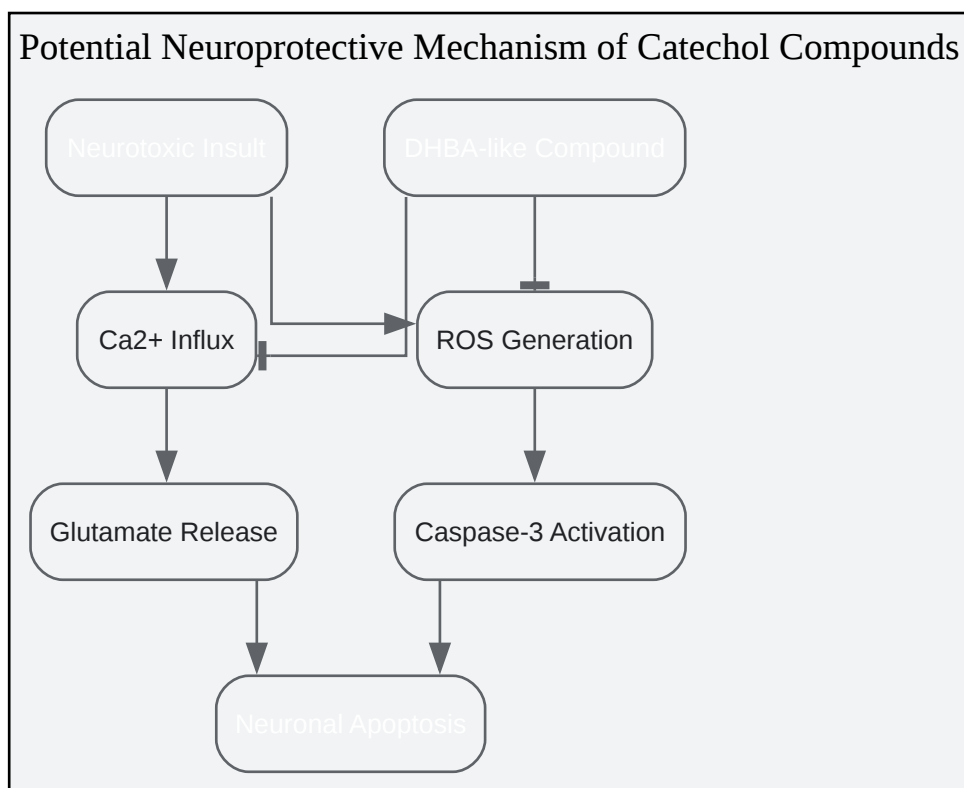 Potential Neuroprotective Mechanism of Catechol Compounds
Neurotoxic Insult
DHBA-like Compound
Ca2+ Influx
ROS Generation
Glutamate Release
Caspase-3 Activation
Neuronal Apoptosis